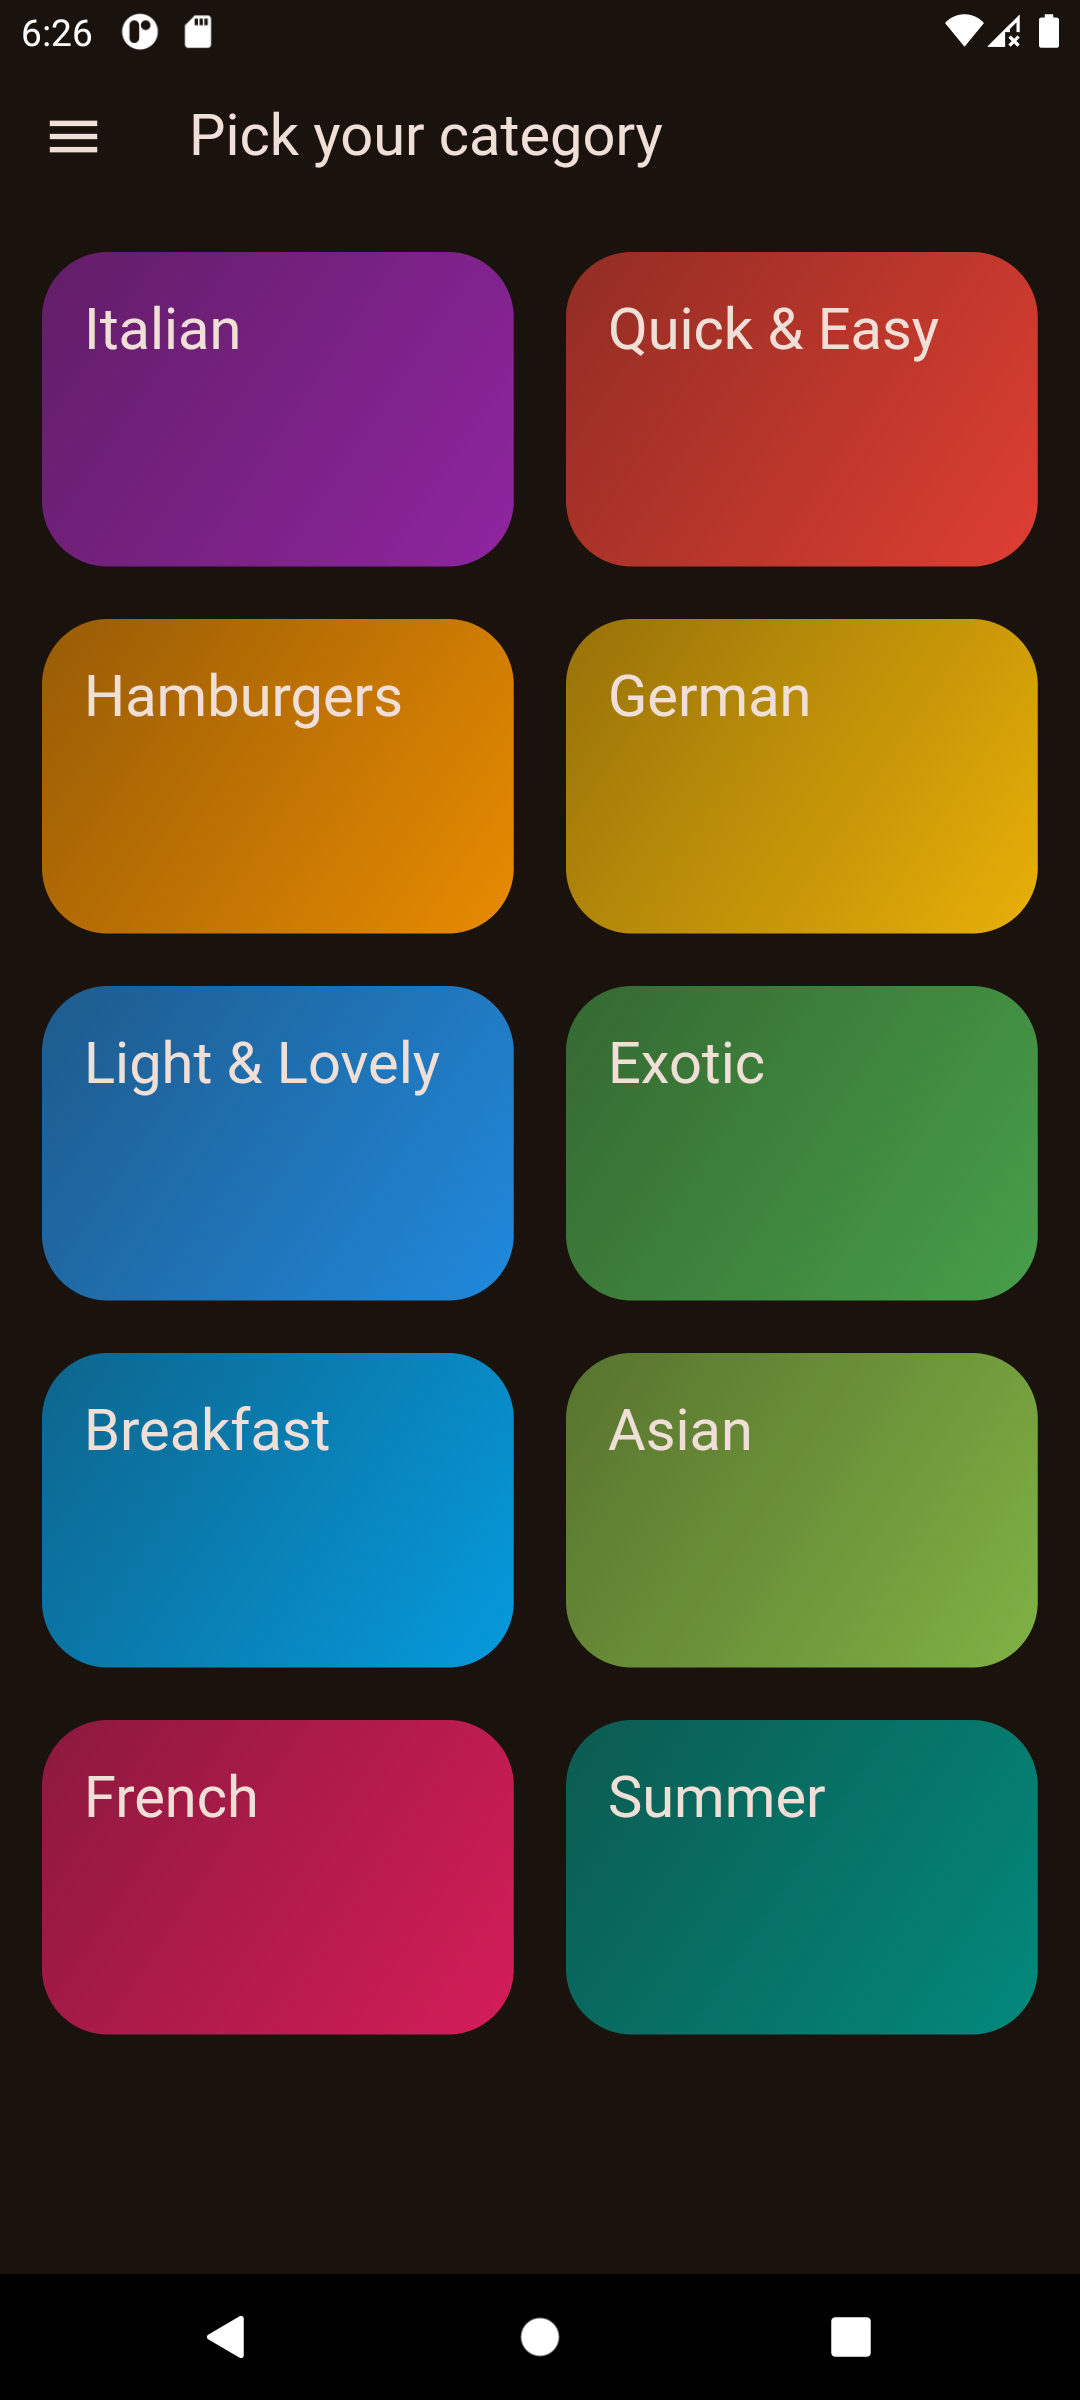 6:26
Pick your category
Italian
Quick & Easy
Hamburgers
German
Light & Lovely
Exotic
Breakfast
Asian
French
Summer